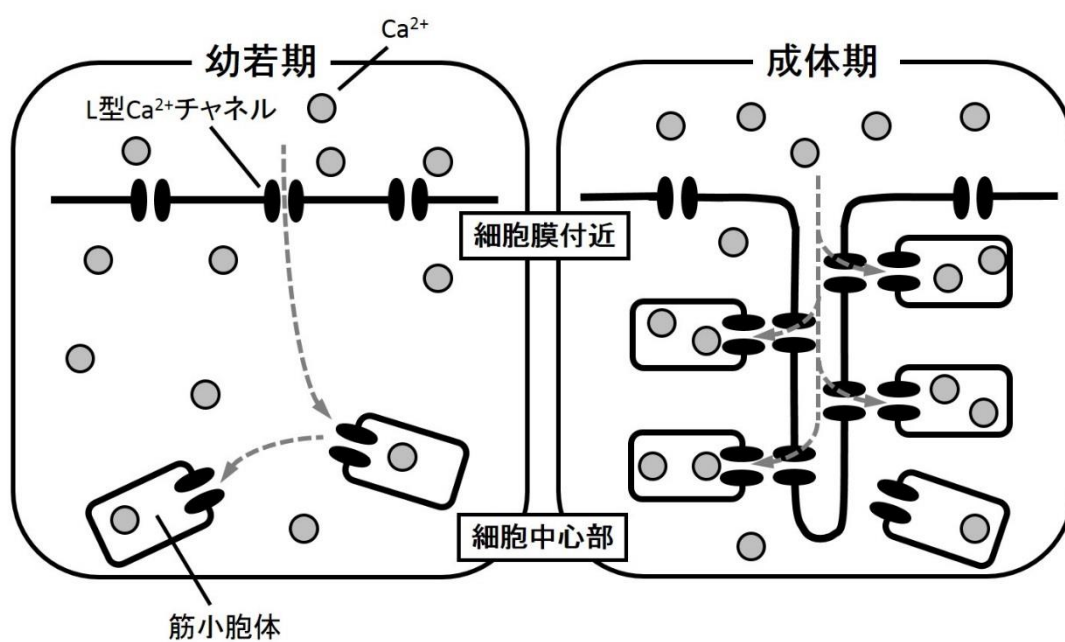 Ca²⁺
幼若期
成体期
L型Ca²⁺チャネル
細胞膜付近
細胞中心部
筋小胞体